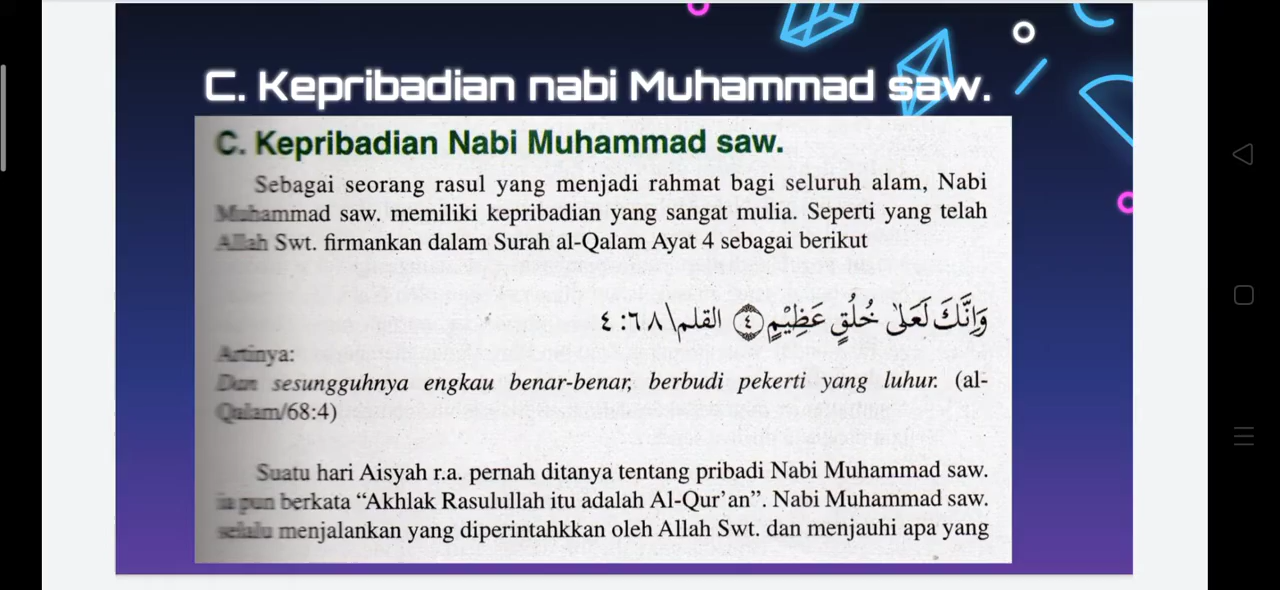 C. Kepribadian nabi Muhammad saw.
C. Kepribadian Nabi Muhammad saw.
Sebagai seorang rasul yang menjadi rahmat bagi seluruh alam, Nabi
Muhammad saw. memiliki kepribadian yang sangat mulia. Seperti yang telah
Allah Swt. firmankan dalam Surah al-Qalam Ayat 4 sebagai berikut
وَاِنَّكَ لَعَلٰى خُلُقٍ عَظِيْمٍ ﴿٤﴾ القلم\٦٨: ٤
Artinya:
Dan sesungguhnya engkau benar-benar, berbudi pekerti yang luhur. (al-
Qalam/68:4)
Suatu hari Aisyah r.a. pernah ditanya tentang pribadi Nabi Muhammad saw.
ia pun berkata “Akhlak Rasulullah itu adalah Al-Qur’an”. Nabi Muhammad saw.
selalu menjalankan yang diperintahkkan oleh Allah Swt. dan menjauhi apa yang